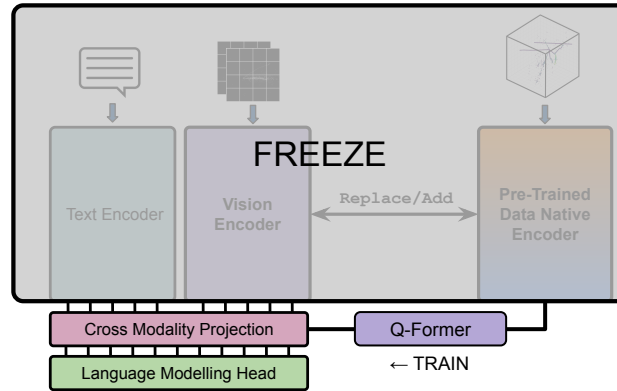 FREEZE
Text Encoder
Vision
Encoder
Replace/Add
Pre-Trained
Data Native
Encoder
Cross Modality Projection
Q-Former
← TRAIN
Language Modelling Head